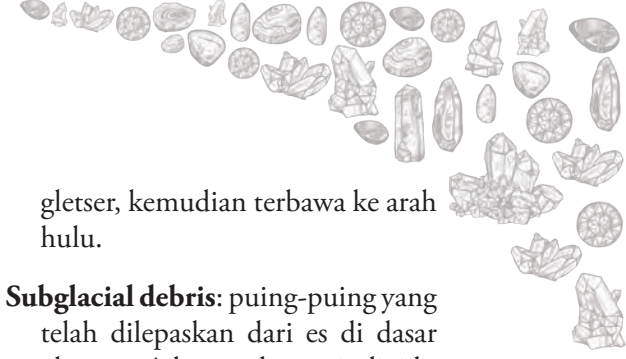 gletser, kemudian terbawa ke arah
hulu.
Subglacial debris: puing-puing yang
telah dilepaskan dari es di dasar